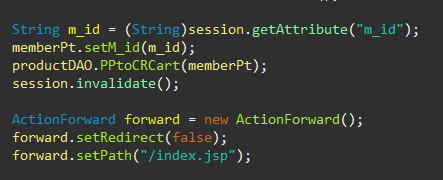 String m_id = (String)session.getAttribute("m_id");
memberPt.setM_id(m_id);
productDAO.PPtoCRCart(memberPt);
session.invalidate();
ActionForward forward = new ActionForward();
forward.setRedirect(false);
forward.setPath("/index.jsp");